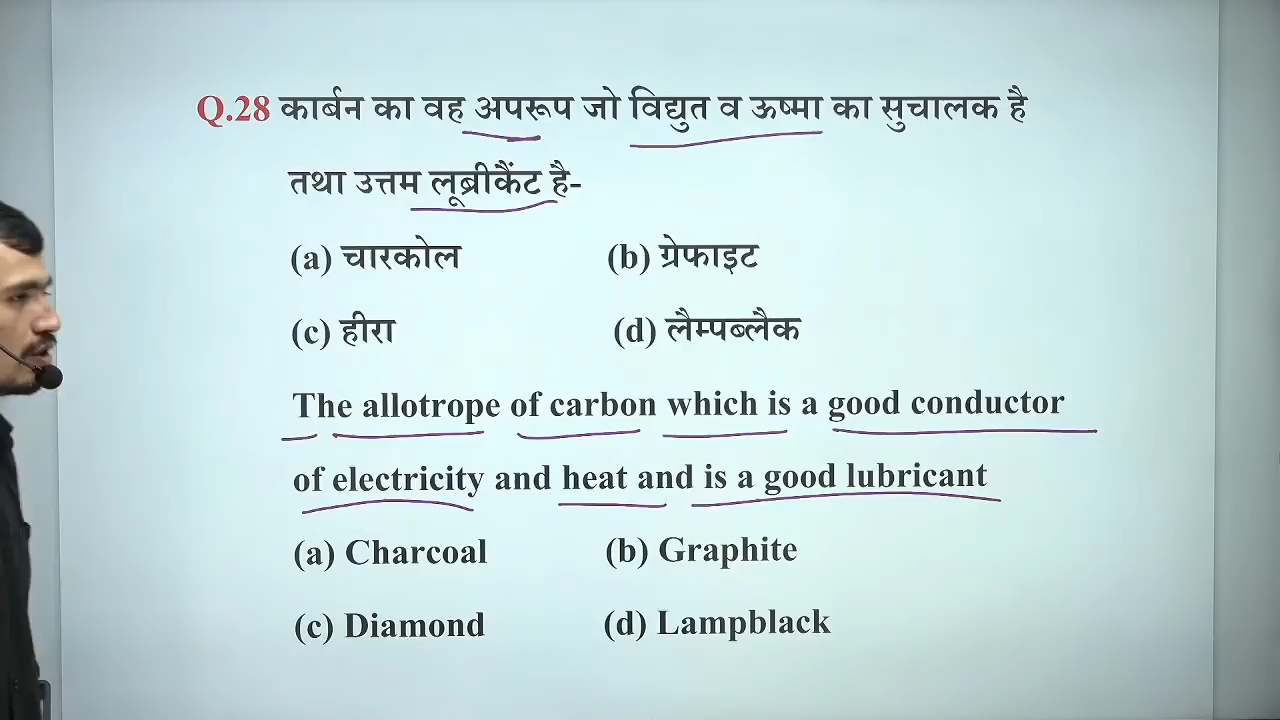 Q.28 कार्बन का वह अपरूप जो विद्युत व ऊष्मा का सुचालक है
तथा उत्तम लूब्रीकैंट है-
(a) चारकोल (b) ग्रेफाइट
(c) हीरा (d) लैम्पब्लैक
The allotrope of carbon which is a good conductor
of electricity and heat and is a good lubricant
(a) Charcoal (b) Graphite
(c) Diamond (d) Lampblack